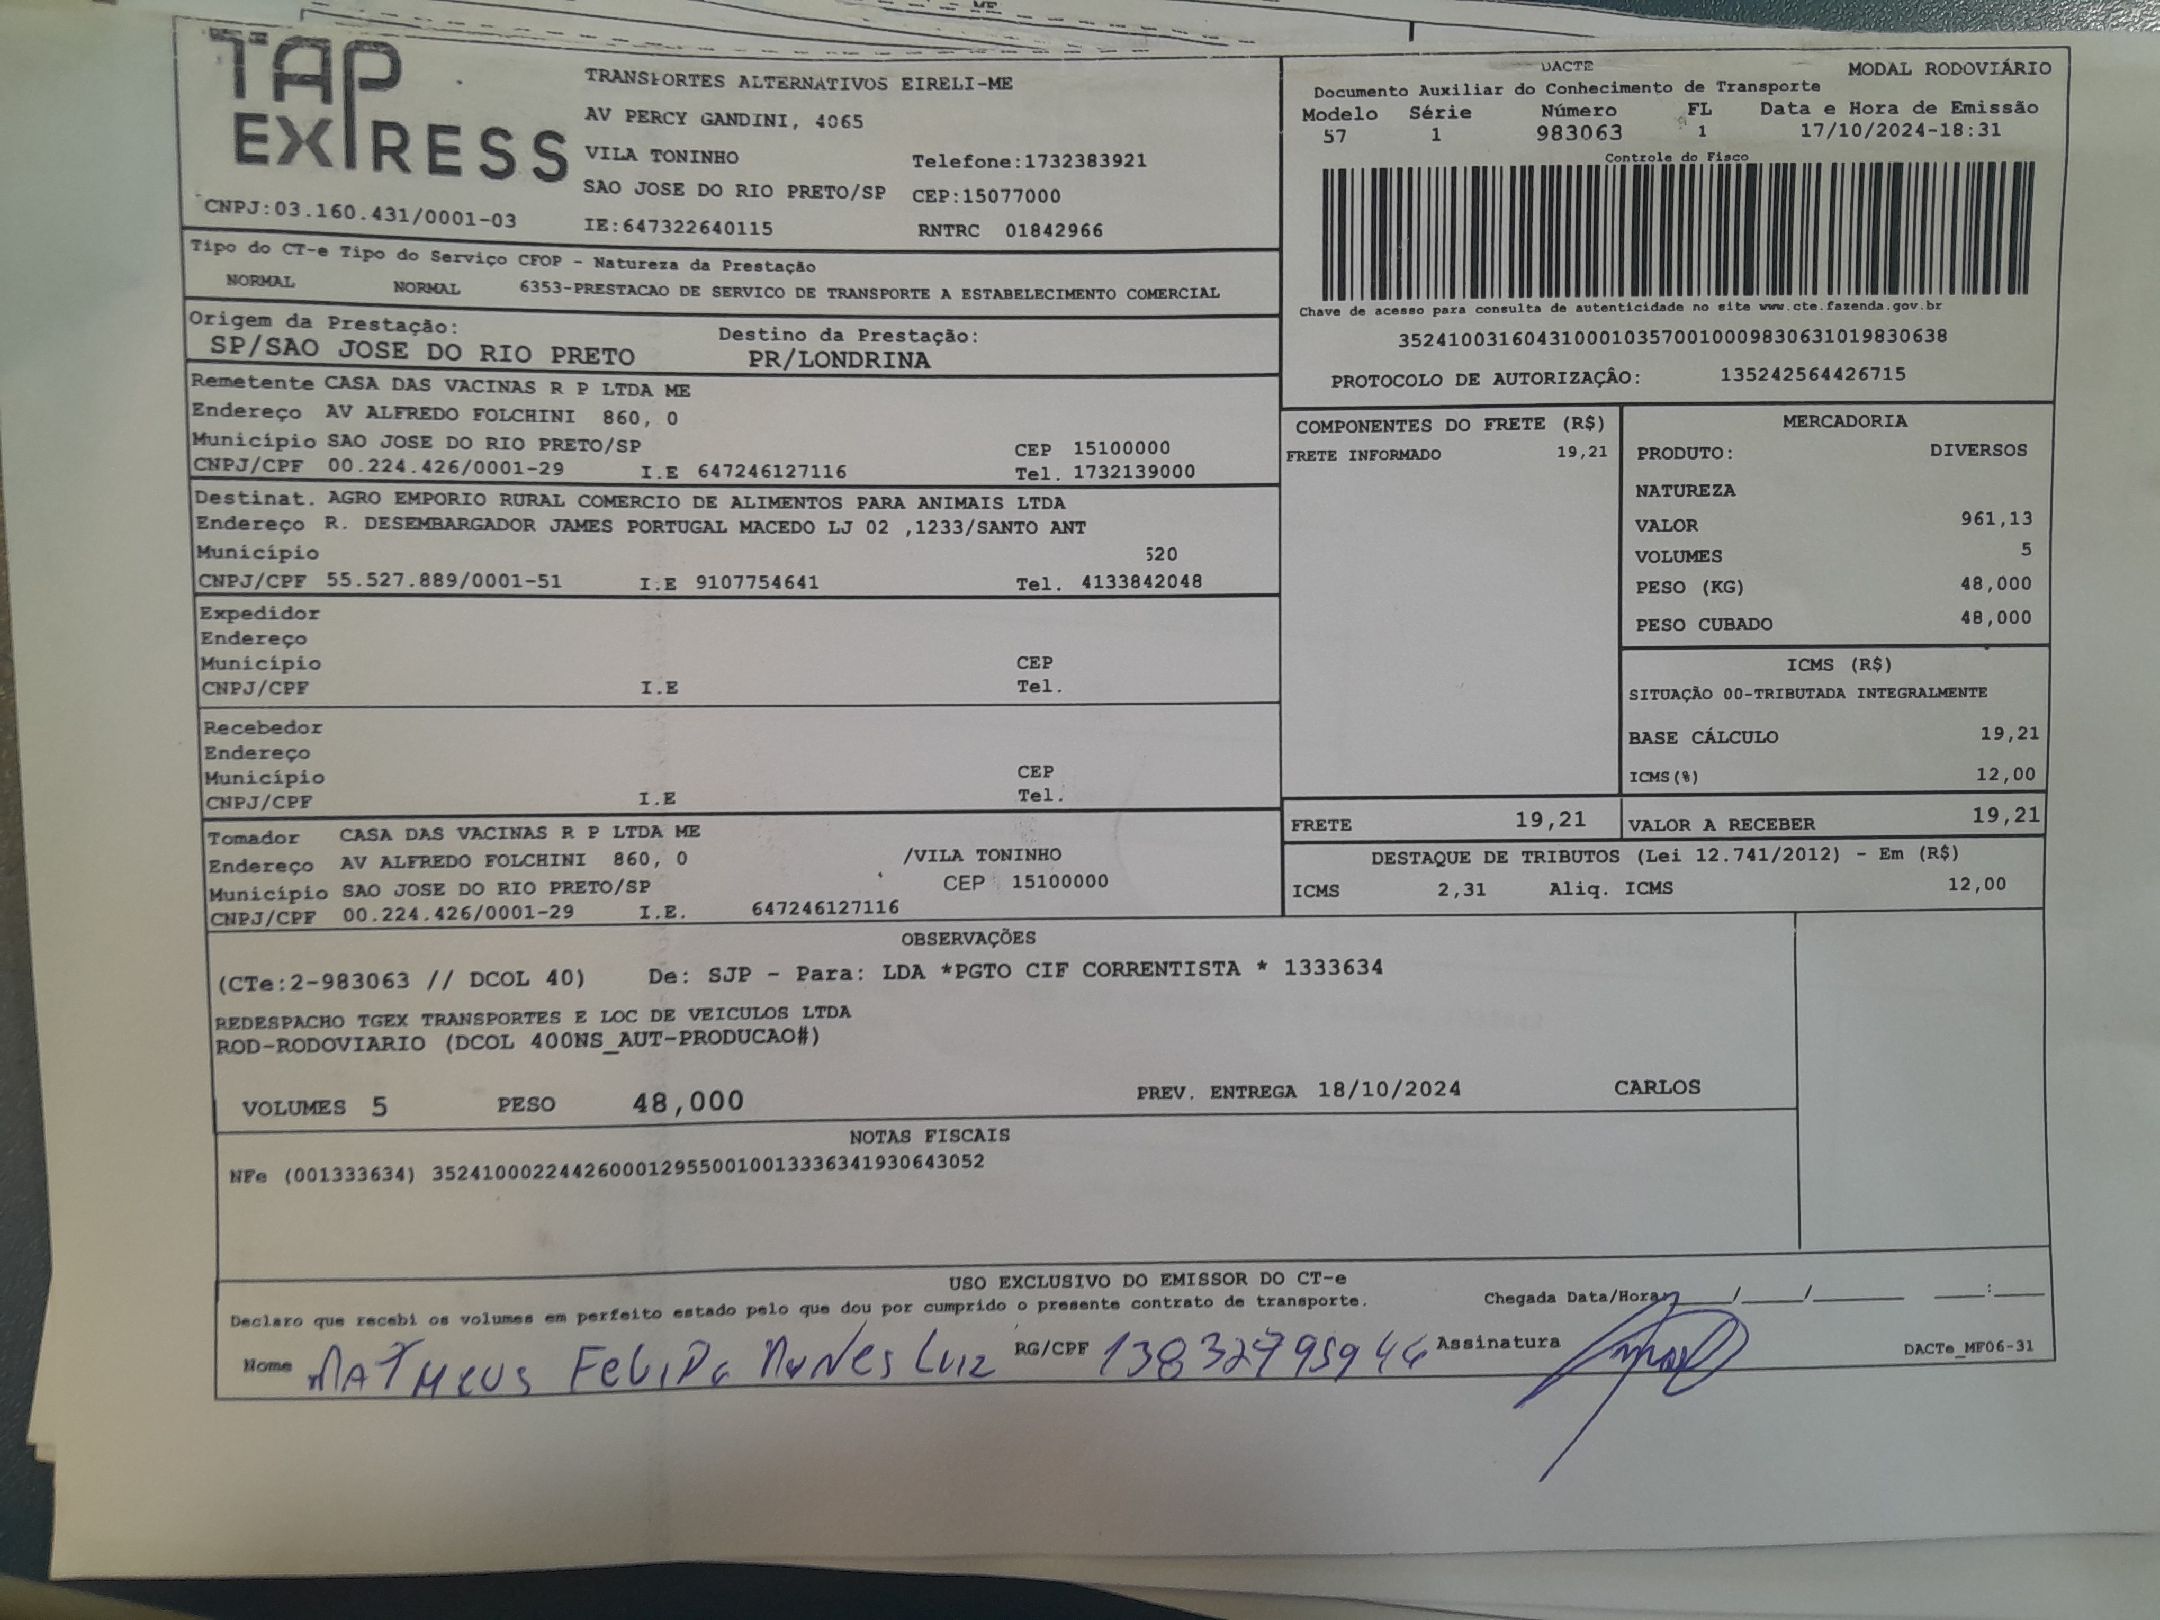 TAP EXPRESS
TRANSPORTES ALTERNATIVOS EIRELI-ME
AV PERCY GANDINI, 4065
VILA TONINHO Telefone:1732383921
SAO JOSE DO RIO PRETO/SP CEP:15077000
CNPJ:03.160.431/0001-03 IE:647322640115 RNTRC 01842966
DACTE MODAL RODOVIÁRIO
Documento Auxiliar do Conhecimento de Transporte
Modelo Série Número FL Data e Hora de Emissão
57 1 983063 1 17/10/2024-18:31
Controle do Fisco
Chave de acesso para consulta de autenticidade no site www.cte.fazenda.gov.br
35241003160431000103570010009830631019830638
PROTOCOLO DE AUTORIZAÇÂO: 135242564426715
Tipo do CT-e Tipo do Serviço CFOP - Natureza da Prestação
NORMAL NORMAL 6353-PRESTACAO DE SERVICO DE TRANSPORTE A ESTABELECIMENTO COMERCIAL
Origem da Prestação: Destino da Prestação:
SP/SAO JOSE DO RIO PRETO PR/LONDRINA
Remetente CASA DAS VACINAS R P LTDA ME
Endereço AV ALFREDO FOLCHINI 860, 0
Município SAO JOSE DO RIO PRETO/SP CEP 15100000
CNPJ/CPF 00.224.426/0001-29 I.E 647246127116 Tel. 1732139000
Destinat. AGRO EMPORIO RURAL COMERCIO DE ALIMENTOS PARA ANIMAIS LTDA
Endereço R. DESEMBARGADOR JAMES PORTUGAL MACEDO LJ 02 ,1233/SANTO ANT
Município 520
CNPJ/CPF 55.527.889/0001-51 I.E 9107754641 Tel. 4133842048
Expedidor
Endereço
Município CEP
CNPJ/CPF I.E Tel.
Recebedor
Endereço
Município CEP
CNPJ/CPF I.E Tel.
Tomador CASA DAS VACINAS R P LTDA ME
Endereço AV ALFREDO FOLCHINI 860, 0 /VILA TONINHO
Município SAO JOSE DO RIO PRETO/SP CEP 15100000
CNPJ/CPF 00.224.426/0001-29 I.E. 647246127116
COMPONENTES DO FRETE (R$)
FRETE INFORMADO 19,21
MERCADORIA
PRODUTO: DIVERSOS
NATUREZA
VALOR 961,13
VOLUMES 5
PESO (KG) 48,000
PESO CUBADO 48,000
ICMS (R$)
SITUAÇÃO 00-TRIBUTADA INTEGRALMENTE
BASE CÁLCULO 19,21
ICMS(%) 12,00
FRETE 19,21 VALOR A RECEBER 19,21
DESTAQUE DE TRIBUTOS (Lei 12.741/2012) - Em (R$)
ICMS 2,31 Aliq. ICMS 12,00
OBSERVAÇÕES
(CTe:2-983063 // DCOL 40) De: SJP - Para: LDA *PGTO CIF CORRENTISTA * 1333634
REDESPACHO TGEX TRANSPORTES E LOC DE VEICULOS LTDA
ROD-RODOVIARIO (DCOL 400NS_AUT-PRODUCAO#)
VOLUMES 5 PESO 48,000 PREV. ENTREGA 18/10/2024 CARLOS
NOTAS FISCAIS
NFe (001333634) 35241000224426000129550010013336341930643052
USO EXCLUSIVO DO EMISSOR DO CT-e
Declaro que recebi os volumes em perfeito estado pelo que dou por cumprido o presente contrato de transporte. Chegada Data/Hora: ____/____/______ ___:____
Nome MATHEUS FELIPE NUNES LUIZ RG/CPF 13832795944 Assinatura
DACTe_MF06-31